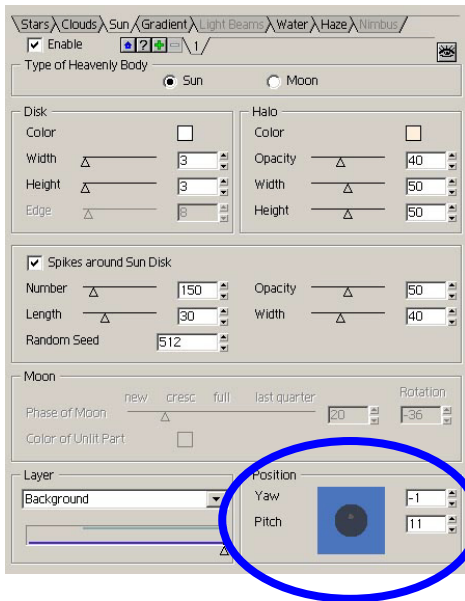 Stars Clouds Sun Gradient Light Beams Water Haze Nimbus
Enable ? 1
Type of Heavenly Body
Sun Moon
Disk Halo
Color Color
Width 3 Opacity 40
Height 3 Width 50
Edge 8 Height 50
Spikes around Sun Disk
Number 150 Opacity 50
Length 30 Width 40
Random Seed 512
Moon
new cresc full last quarter Rotation
Phase of Moon 20 -36
Color of Unlit Part
Layer Position
Background Yaw -1
Pitch 11